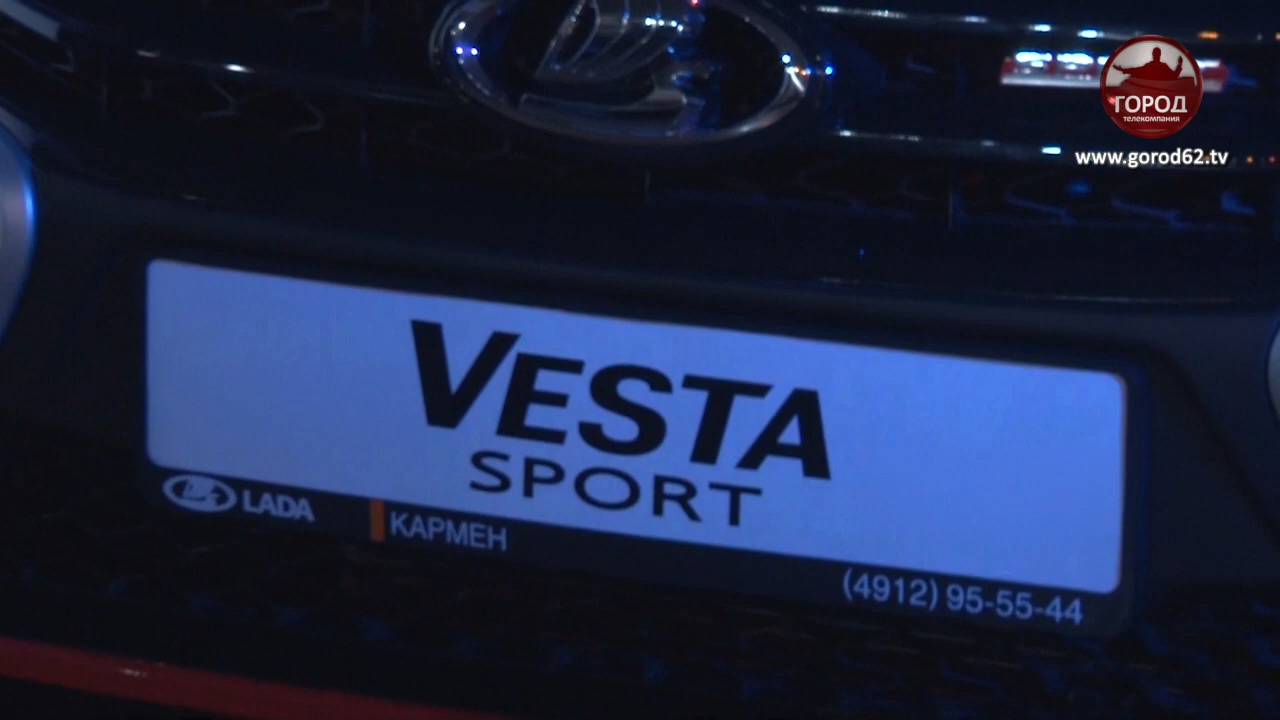 ГОРОД
телекомпания
www.gorod62.tv
VESTA
SPORT
LADA
КАРМЕН
(4912) 95-55-44